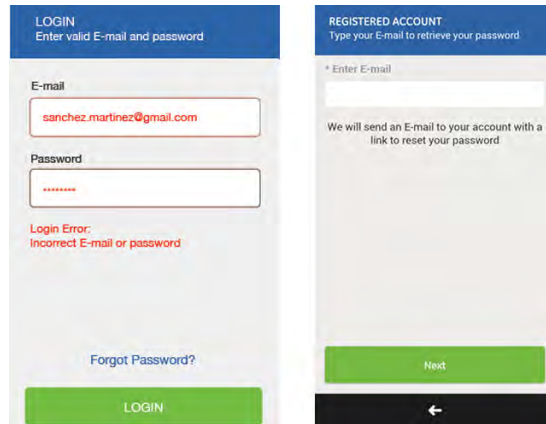 LOGIN
Enter valid E-mail and password
E-mail
sanchez.martinez@gmail.com
Password
••••••••
Login Error:
Incorrect E-mail or password
Forgot Password?
LOGIN
REGISTERED ACCOUNT
Type your E-mail to retrieve your password
* Enter E-mail
We will send an E-mail to your account with a
link to reset your password
Next